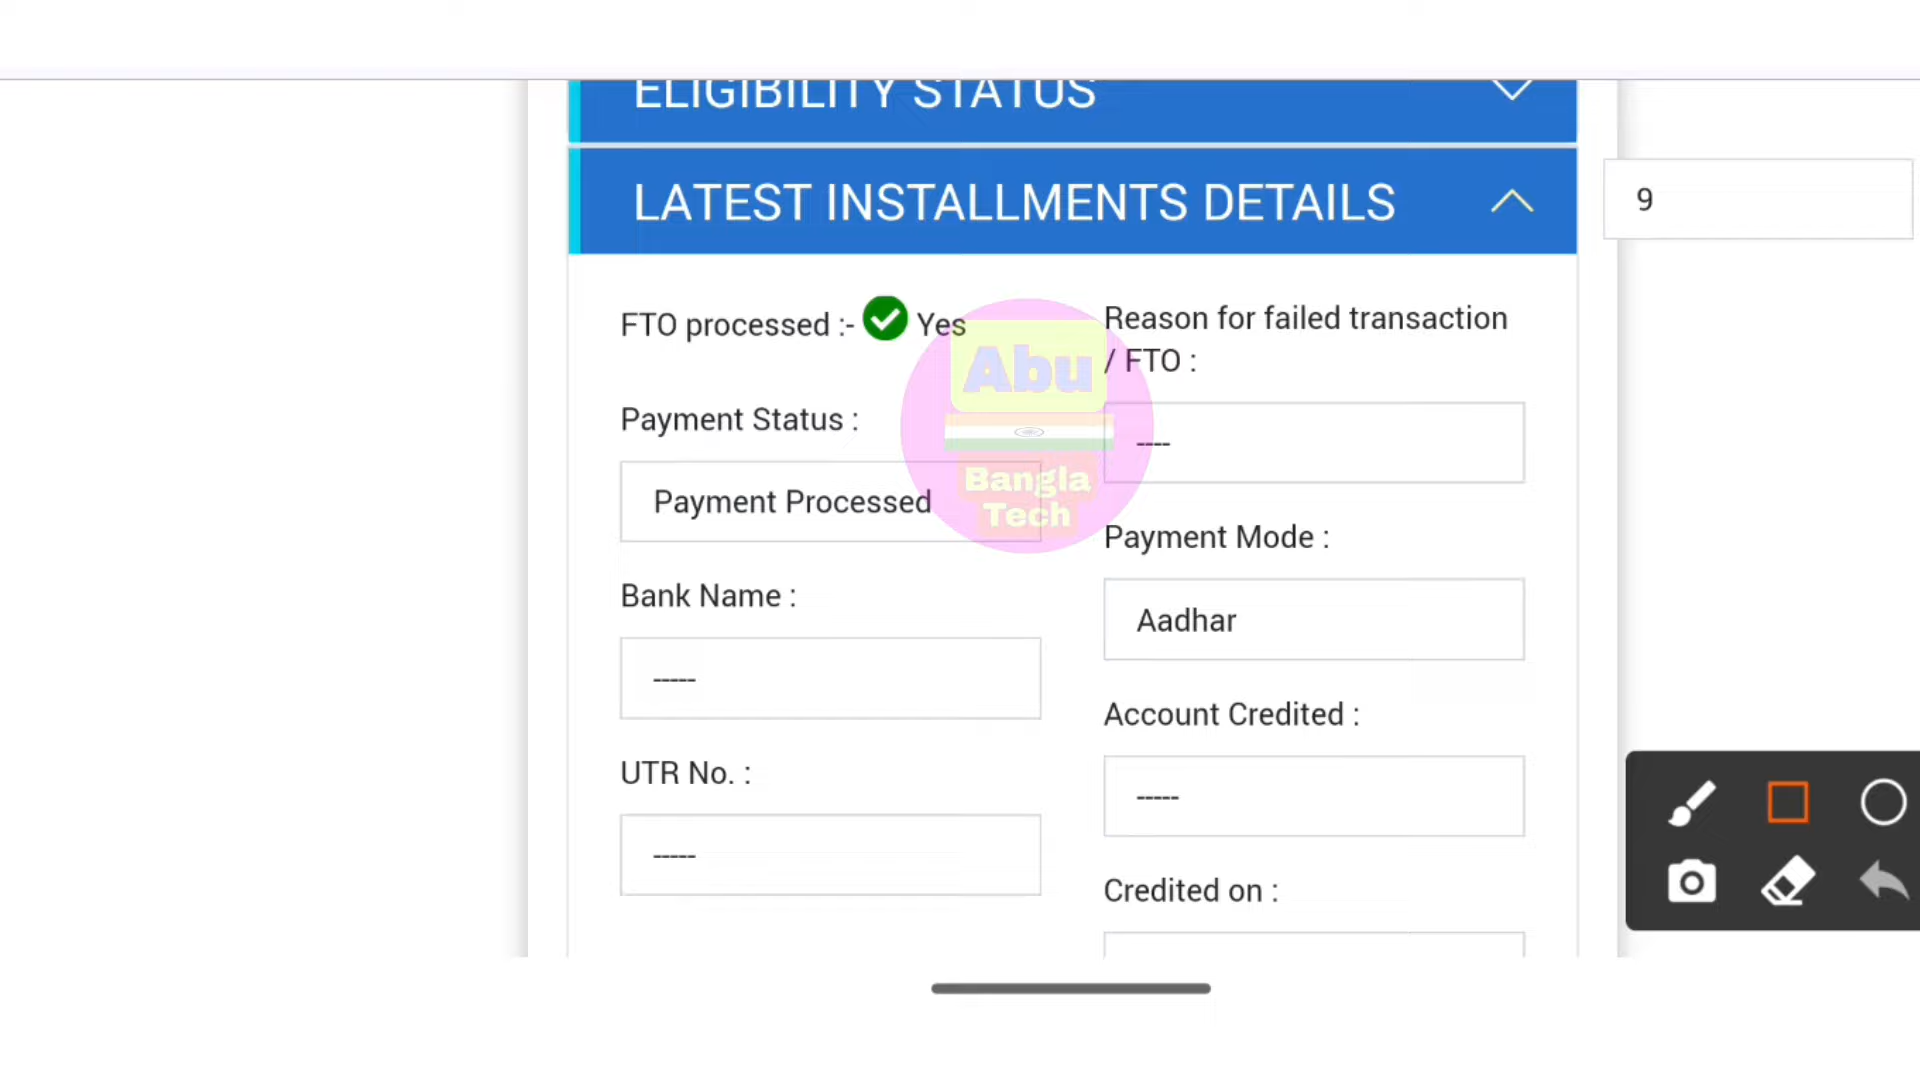 ELIGIBILITY STATUS
LATEST INSTALLMENTS DETAILS
9
FTO processed :- Yes
Reason for failed transaction
/ FTO :
----
Payment Status :
Payment Processed
Payment Mode :
Aadhar
Bank Name :
-----
Account Credited :
-----
UTR No. :
-----
Credited on :
Abu
Bangla
Tech